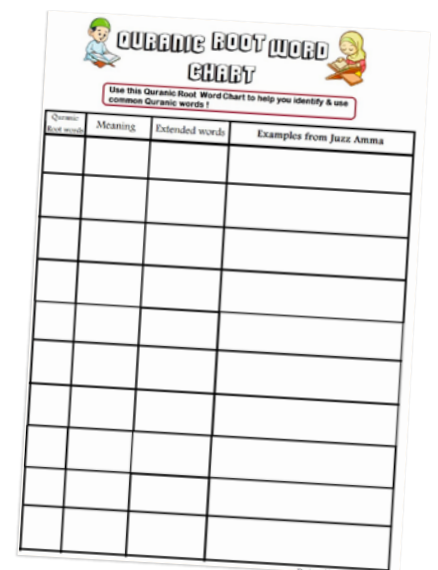 QURANIC ROOT WORD
CHART
Use this Quranic Root Word Chart to help you identify & use
common Quranic words !
Quranic
Root words
Meaning
Extended words
Examples from Juzz Amma